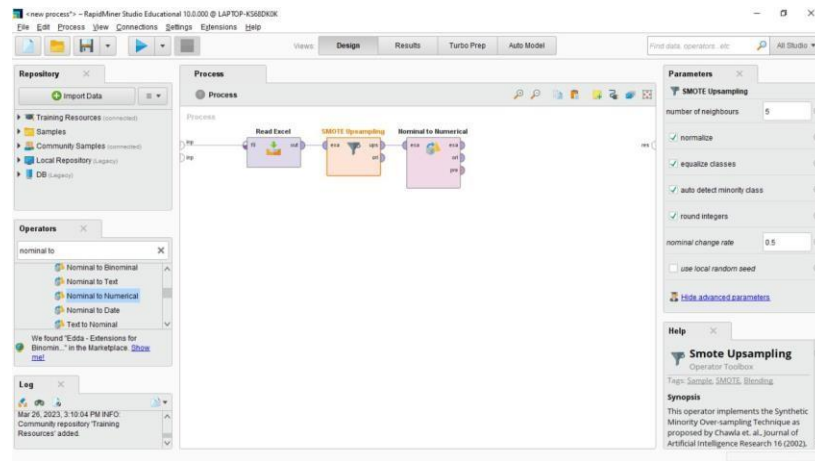 <new process*> – RapidMiner Studio Educational 10.0.000 @ LAPTOP-KS68DK0K
File Edit Process View Connections Settings Extensions Help
Views: Design Results Turbo Prep Auto Model
Find data, operators...etc
All Studio
Repository
Import Data
Training Resources (connected)
Samples
Community Samples (connected)
Local Repository (Legacy)
DB (Legacy)
Operators
nominal to
Nominal to Binominal
Nominal to Text
Nominal to Numerical
Nominal to Date
Text to Nominal
We found "Edda - Extensions for
Binomin..." in the Marketplace. Show
me!
Log
Mar 26, 2023, 3:10:04 PM INFO:
Community repository 'Training
Resources' added.
Process
Process
Process
Read Excel
SMOTE Upsampling
Nominal to Numerical
inp
fil
out
exa
ups
exa
exa
res
inp
ori
ori
pre
Parameters
SMOTE Upsampling
number of neighbours 5
normalize
equalize classes
auto detect minority class
round integers
nominal change rate 0.5
use local random seed
Hide advanced parameters
Help
Smote Upsampling
Operator Toolbox
Tags: Sample, SMOTE, Blending
Synopsis
This operator implements the Synthetic
Minority Over-sampling Technique as
proposed by Chawla et. al., Journal of
Artificial Intelligence Research 16 (2002),